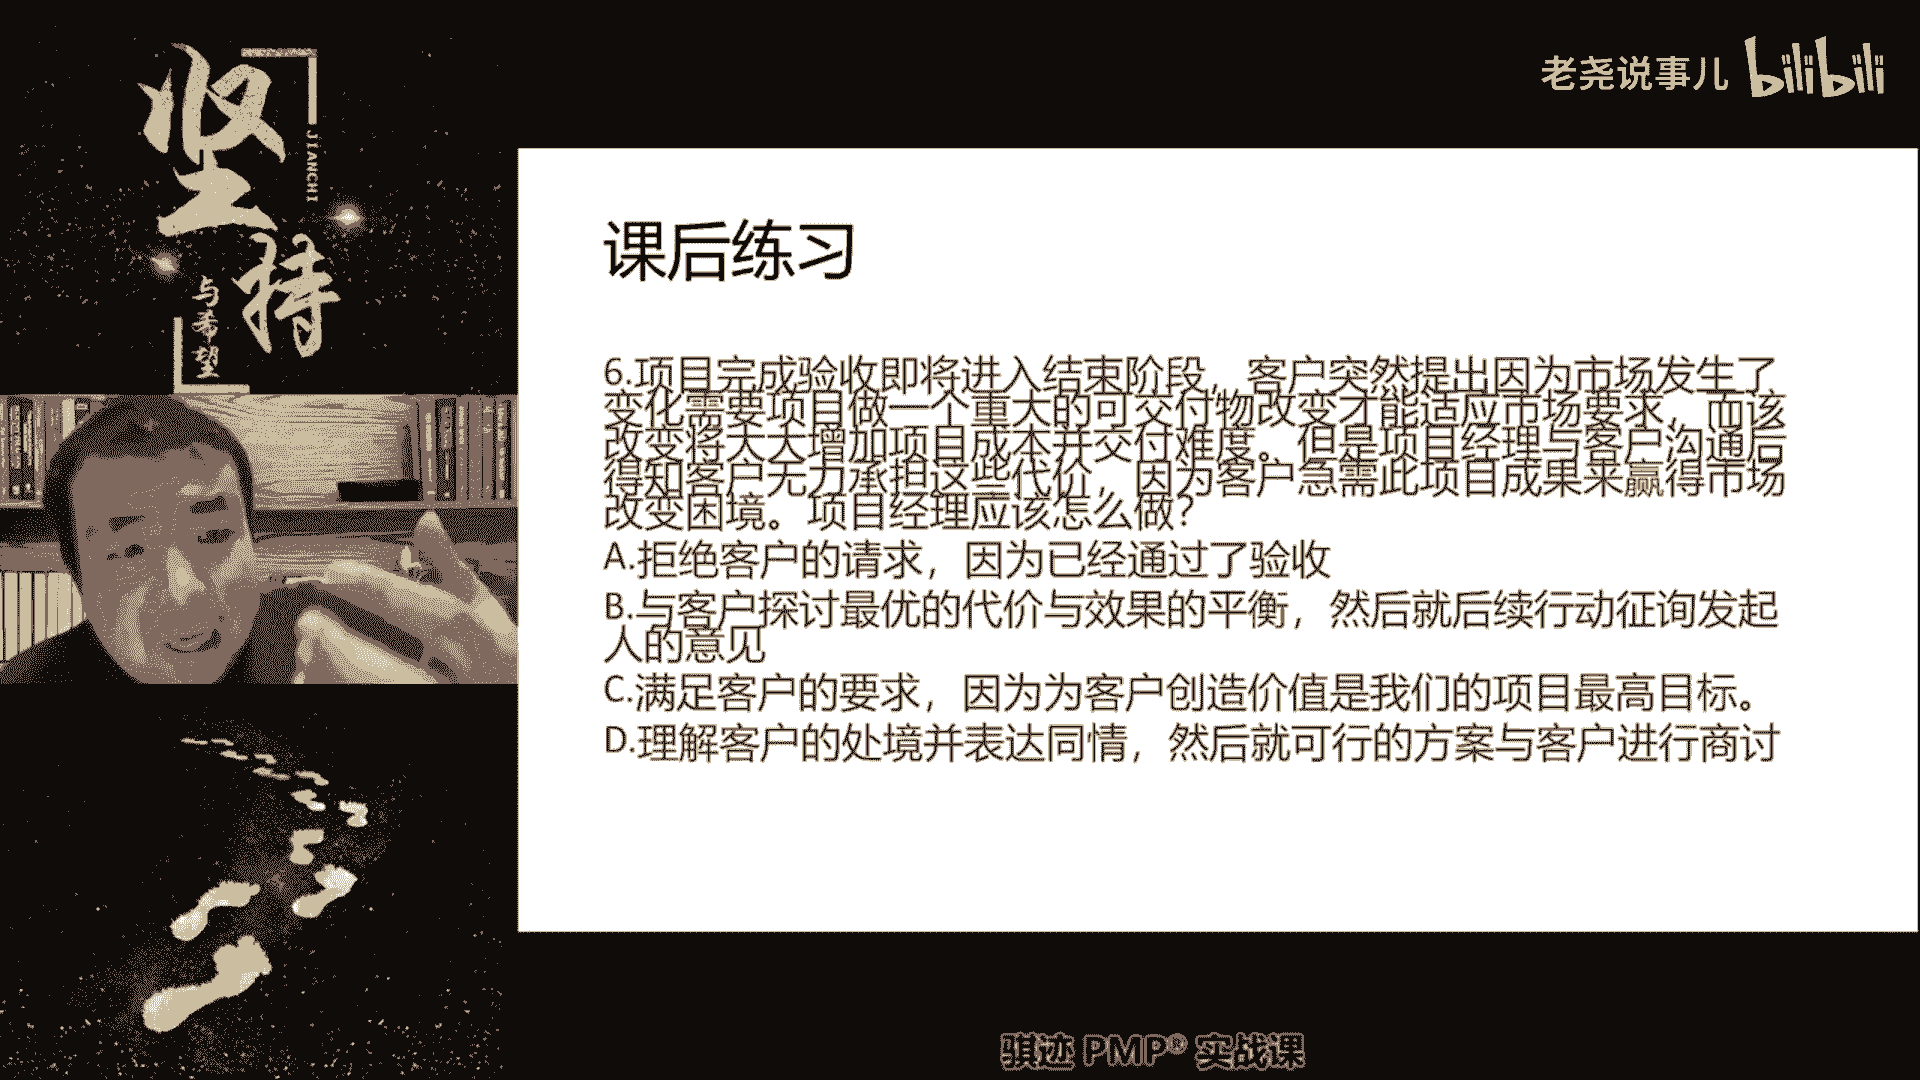 坚持
JIANCHI
与希望
老尧说事儿 bilibili
课后练习
6.项目完成验收即将进入结束阶段，客户突然提出因为市场发生了
变化需要项目做一个重大的可交付物改变才能适应市场要求，而该
改变将大大增加项目成本并交付难度。但是项目经理与客户沟通后
得知客户无力承担这些代价，因为客户急需此项目成果来赢得市场
改变困境。项目经理应该怎么做？
A.拒绝客户的请求，因为已经通过了验收
B.与客户探讨最优的代价与效果的平衡，然后就后续行动征询发起
人的意见
C.满足客户的要求，因为为客户创造价值是我们的项目最高目标。
D.理解客户的处境并表达同情，然后就可行的方案与客户进行商讨
骐迹 PMP® 实战课